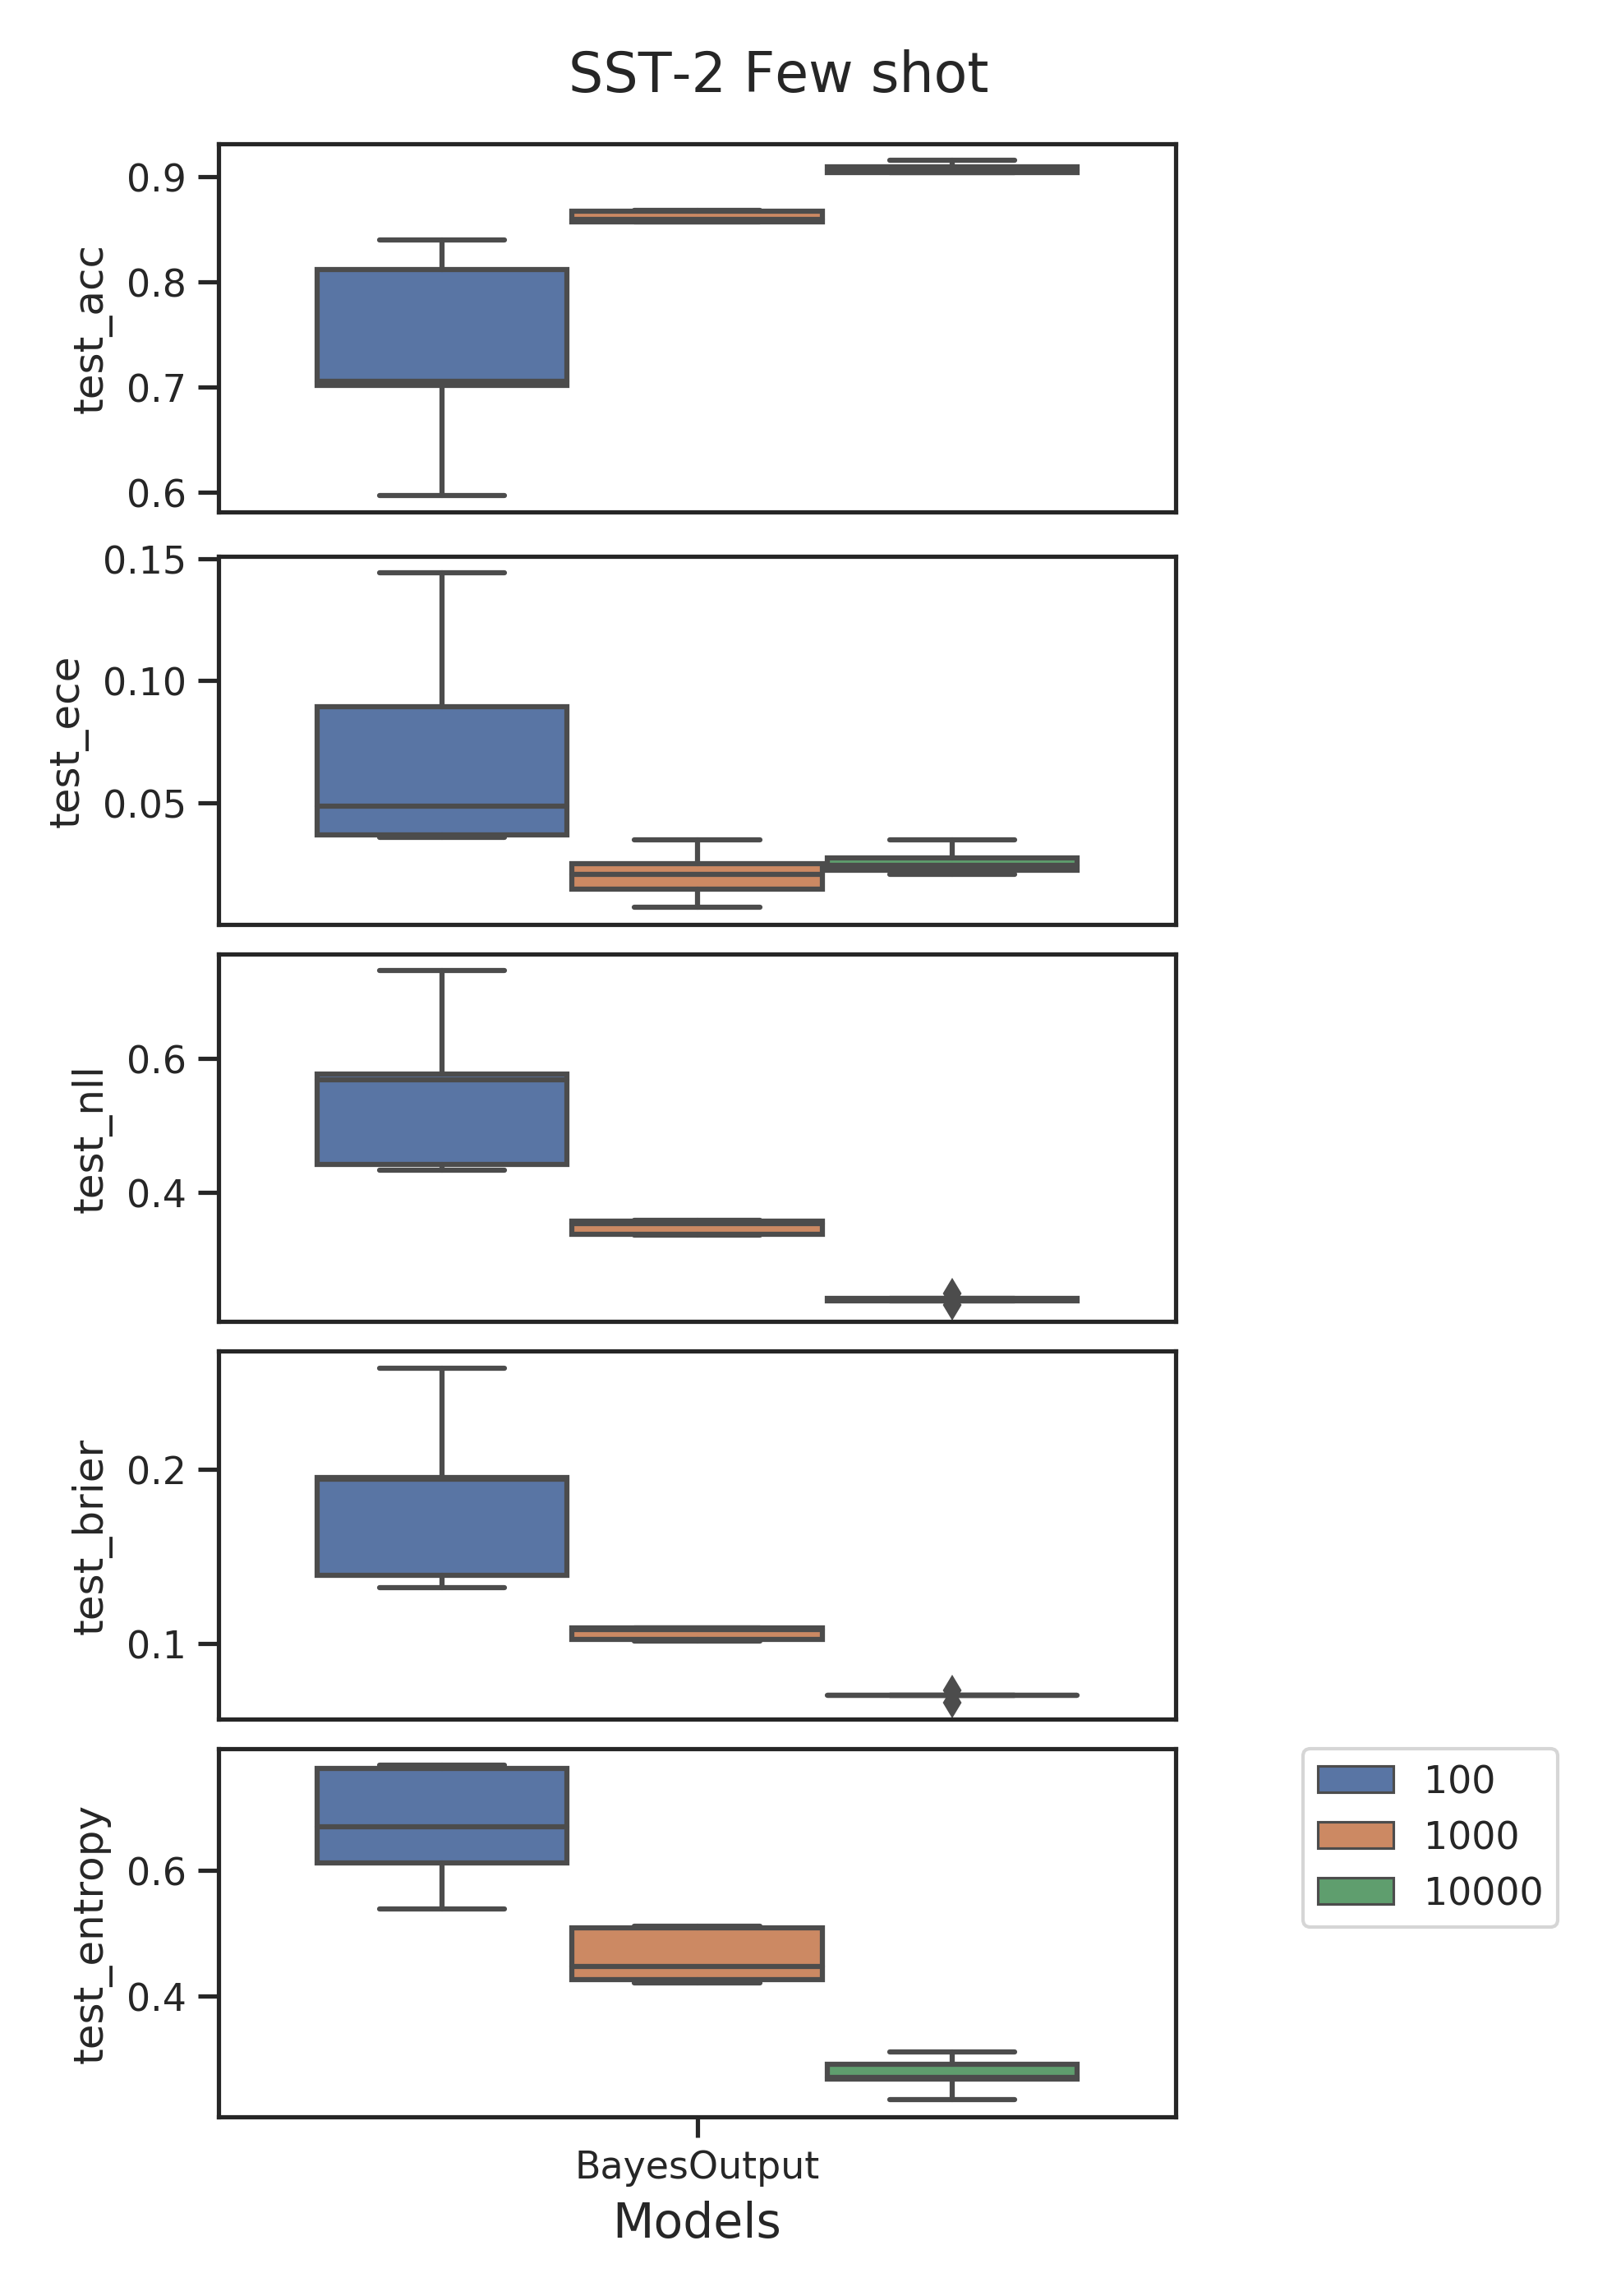 SST-2 Few shot
0.9
0.8
0.7
0.6
test_acc
0.15
0.10
0.05
test_ece
0.6
0.4
test_nll
0.2
0.1
test_brier
0.6
0.4
test_entropy
100
1000
10000
BayesOutput
Models